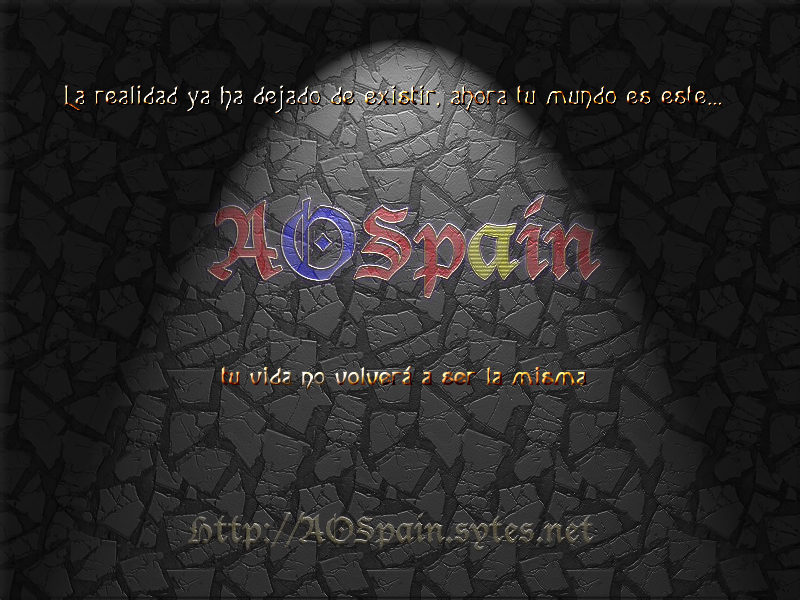 La realidad ya ha dejado de existir, ahora tu mundo es este...
AOSpain
tu vida no volverá a ser la misma
Http://AOSpain.sytes.net